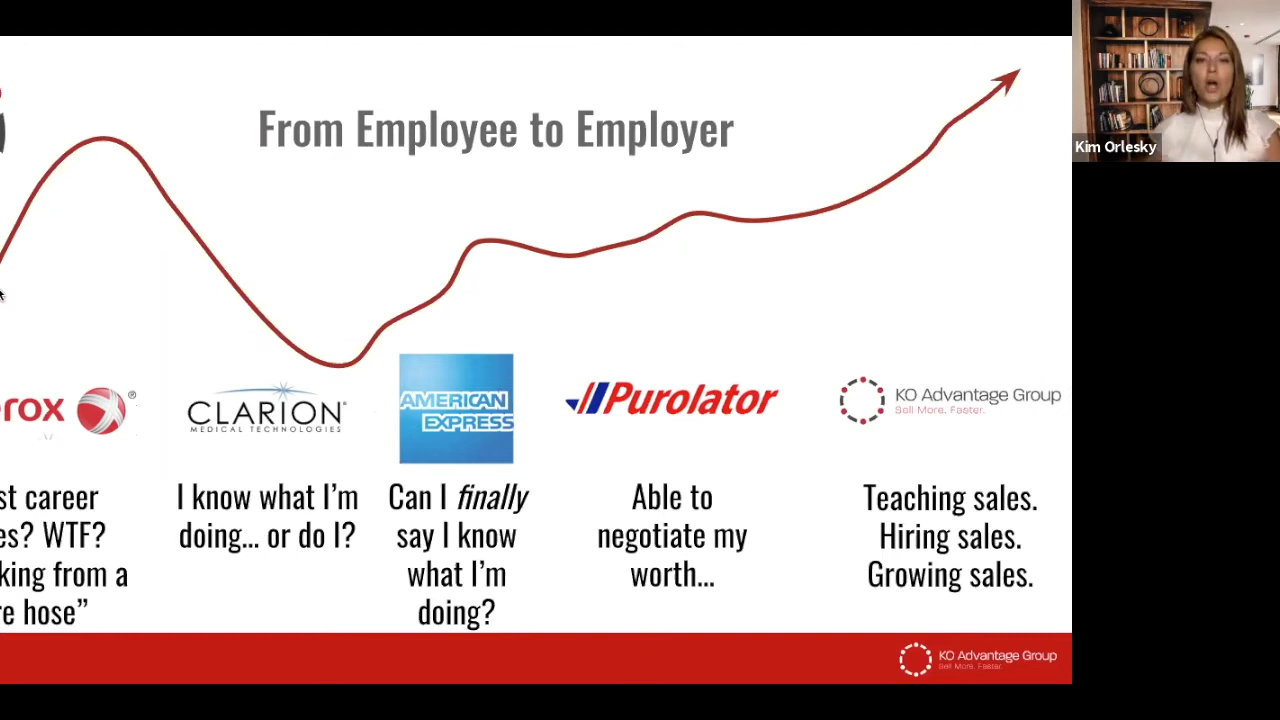 From Employee to Employer
Kim Orlesky
rox
®
CLARION®
MEDICAL TECHNOLOGIES
AMERICAN
EXPRESS
Purolator
KO Advantage Group
Sell More. Faster.
st career
es? WTF?
king from a
re hose”
I know what I’m
doing... or do I?
Can I finally
say I know
what I’m
doing?
Able to
negotiate my
worth...
Teaching sales.
Hiring sales.
Growing sales.
KO Advantage Group
Sell More. Faster.